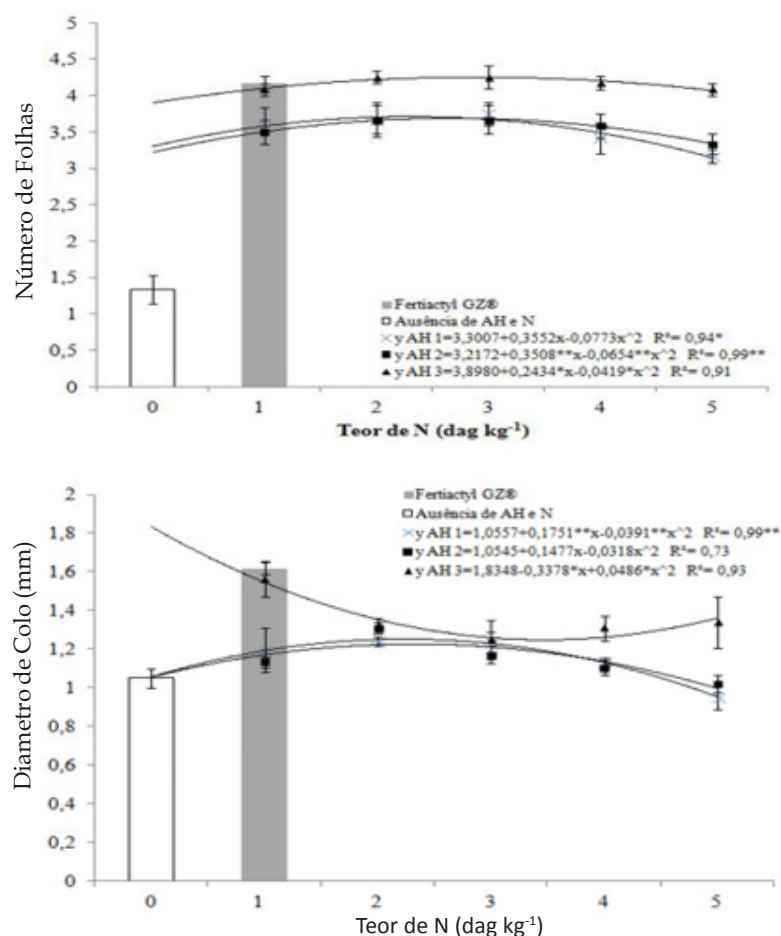 Número de Folhas
5
4,5
4
3,5
3
2,5
2
1,5
1
0,5
0
Fertiactyl GZ®
Ausência de AH e N
y AH 1=3,3007+0,3552x-0,0773x^2 R²= 0,94*
y AH 2=3,2172+0,3508**x-0,0654**x^2 R²= 0,99**
y AH 3=3,8980+0,2434*x-0,0419*x^2 R²= 0,91
0 1 2 3 4 5
Teor de N (dag kg⁻¹)
Diametro de Colo (mm)
2
1,8
1,6
1,4
1,2
1
0,8
0,6
0,4
0,2
0
Fertiactyl GZ®
Ausência de AH e N
y AH 1=1,0557+0,1751**x-0,0391**x^2 R²= 0,99**
y AH 2=1,0545+0,1477x-0,0318x^2 R²= 0,73
y AH 3=1,8348-0,3378*x+0,0486*x^2 R²= 0,93
0 1 2 3 4 5
Teor de N (dag kg⁻¹)